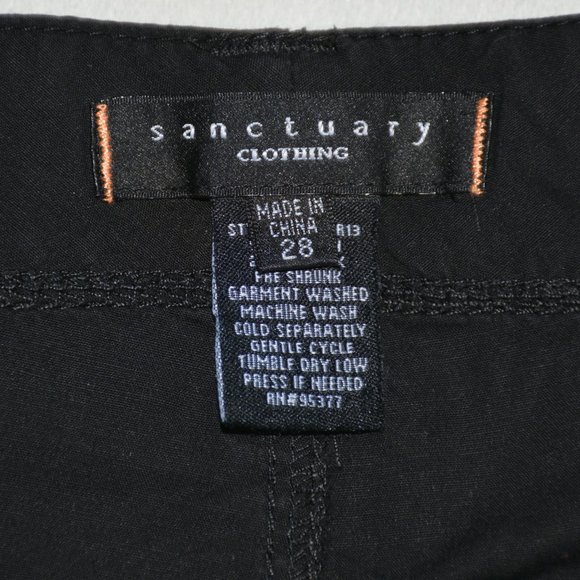 sanctuary
CLOTHING
MADE IN
CHINA
28
ST R13
PRE SHRUNK
GARMENT WASHED
MACHINE WASH
COLD SEPARATELY
GENTLE CYCLE
TUMBLE DRY LOW
PRESS IF NEEDED
RN#95377